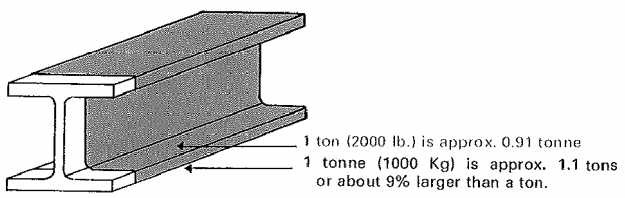 1 ton (2000 lb.) is approx. 0.91 tonne
1 tonne (1000 Kg) is approx. 1.1 tons
or about 9% larger than a ton.